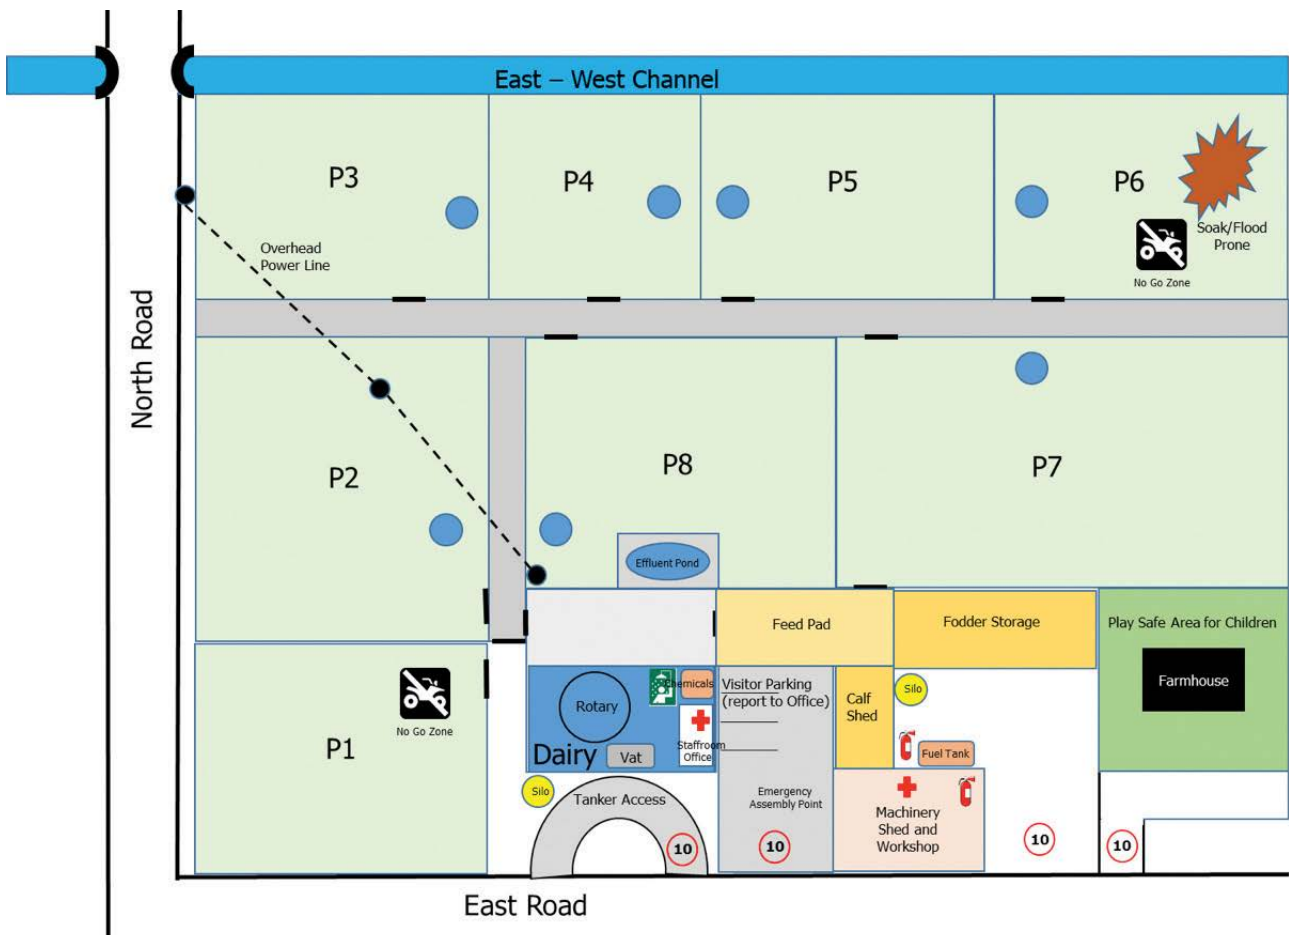 East – West Channel
P3
P4
P5
P6
Soak/Flood
Prone
No Go Zone
Overhead
Power Line
North Road
P2
P8
P7
Effluent Pond
Feed Pad
Fodder Storage
Play Safe Area for Children
Farmhouse
P1
No Go Zone
Rotary
Chemicals
Visitor Parking
(report to Office)
Calf
Shed
Silo
Dairy
Vat
Staffroom
Office
Fuel Tank
Silo
Tanker Access
Emergency
Assembly Point
Machinery
Shed and
Workshop
10
10
10
10
East Road